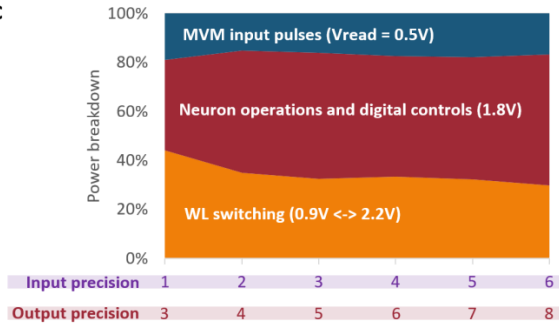 c
100%
MVM input pulses (Vread = 0.5V)
80%
Neuron operations and digital controls (1.8V)
60%
40%
WL switching (0.9V <-> 2.2V)
20%
0%
Power breakdown
Input precision 1 2 3 4 5 6
Output precision 3 4 5 6 7 8